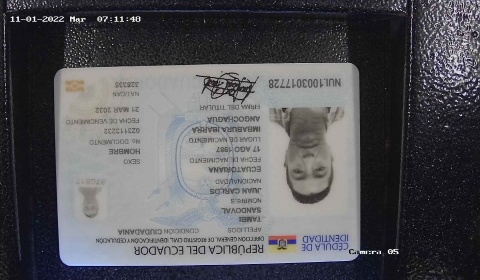 11-01-2022 Mar 07:11:48
CÉDULA DE
IDENTIDAD
REPÚBLICA DEL ECUADOR
DIRECCIÓN GENERAL DE REGISTRO CIVIL, IDENTIFICACIÓN Y CEDULACIÓN
APELLIDOS
TAMBI
SANDOVAL
NOMBRES
JUAN CARLOS
NACIONALIDAD
ECUATORIANA
FECHA DE NACIMIENTO
17 AGO 1987
LUGAR DE NACIMIENTO
IMBABURA IBARRA
ANGOCHAGUA
FIRMA DEL TITULAR
CONDICIÓN CIUDADANÍA
SEXO
HOMBRE
No. DOCUMENTO
023113232
FECHA DE VENCIMIENTO
21 MAR 2032
NAT/CAN
328335
NUI.1003017728
Camera 05